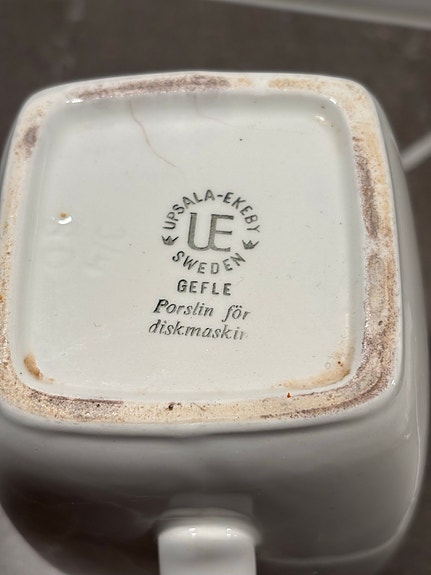 UPSALA-EKEBY
UE
SWEDEN
GEFLE
Porslin för
diskmaskin